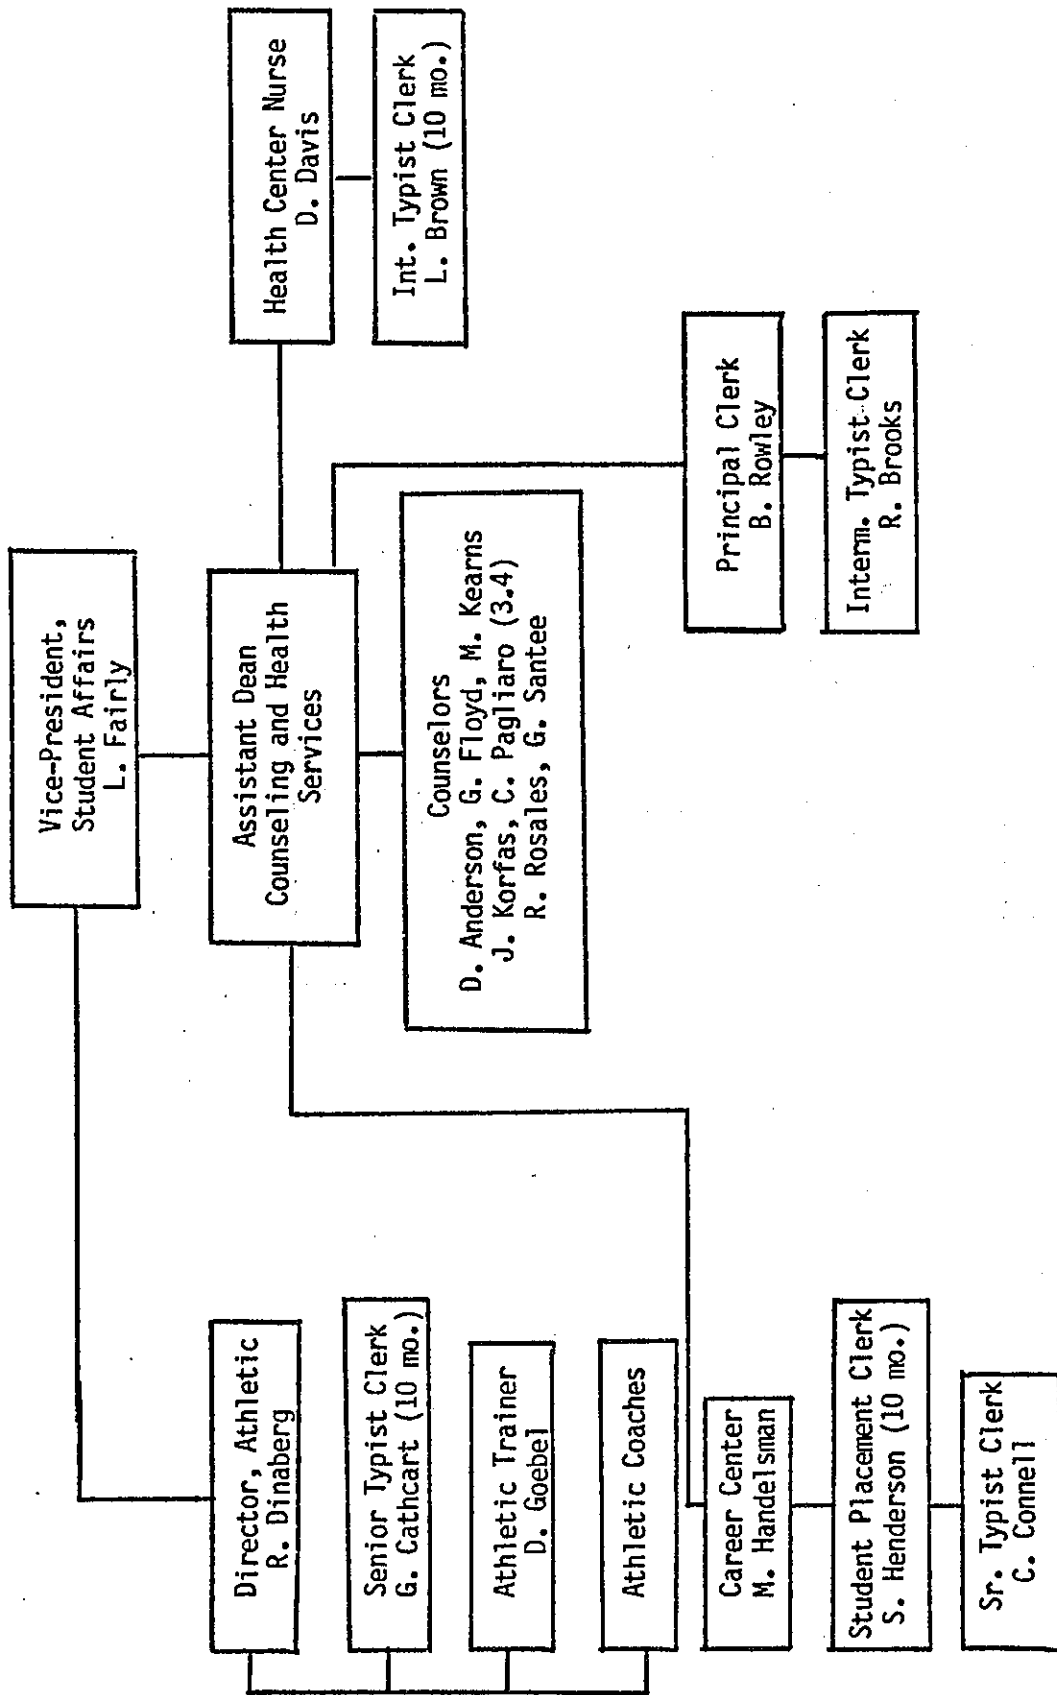 Vice-President,
Student Affairs
L. Fairly
Assistant Dean
Counseling and Health
Services
Health Center Nurse
D. Davis
Int. Typist Clerk
L. Brown (10 mo.)
Counselors
D. Anderson, G. Floyd, M. Kearns
J. Korfas, C. Pagliaro (3.4)
R. Rosales, G. Santee
Principal Clerk
B. Rowley
Interm. Typist Clerk
R. Brooks
Director, Athletic
R. Dinaberg
Senior Typist Clerk
G. Cathcart (10 mo.)
Athletic Trainer
D. Goebel
Athletic Coaches
Career Center
M. Handelsman
Student Placement Clerk
S. Henderson (10 mo.)
Sr. Typist Clerk
C. Connell